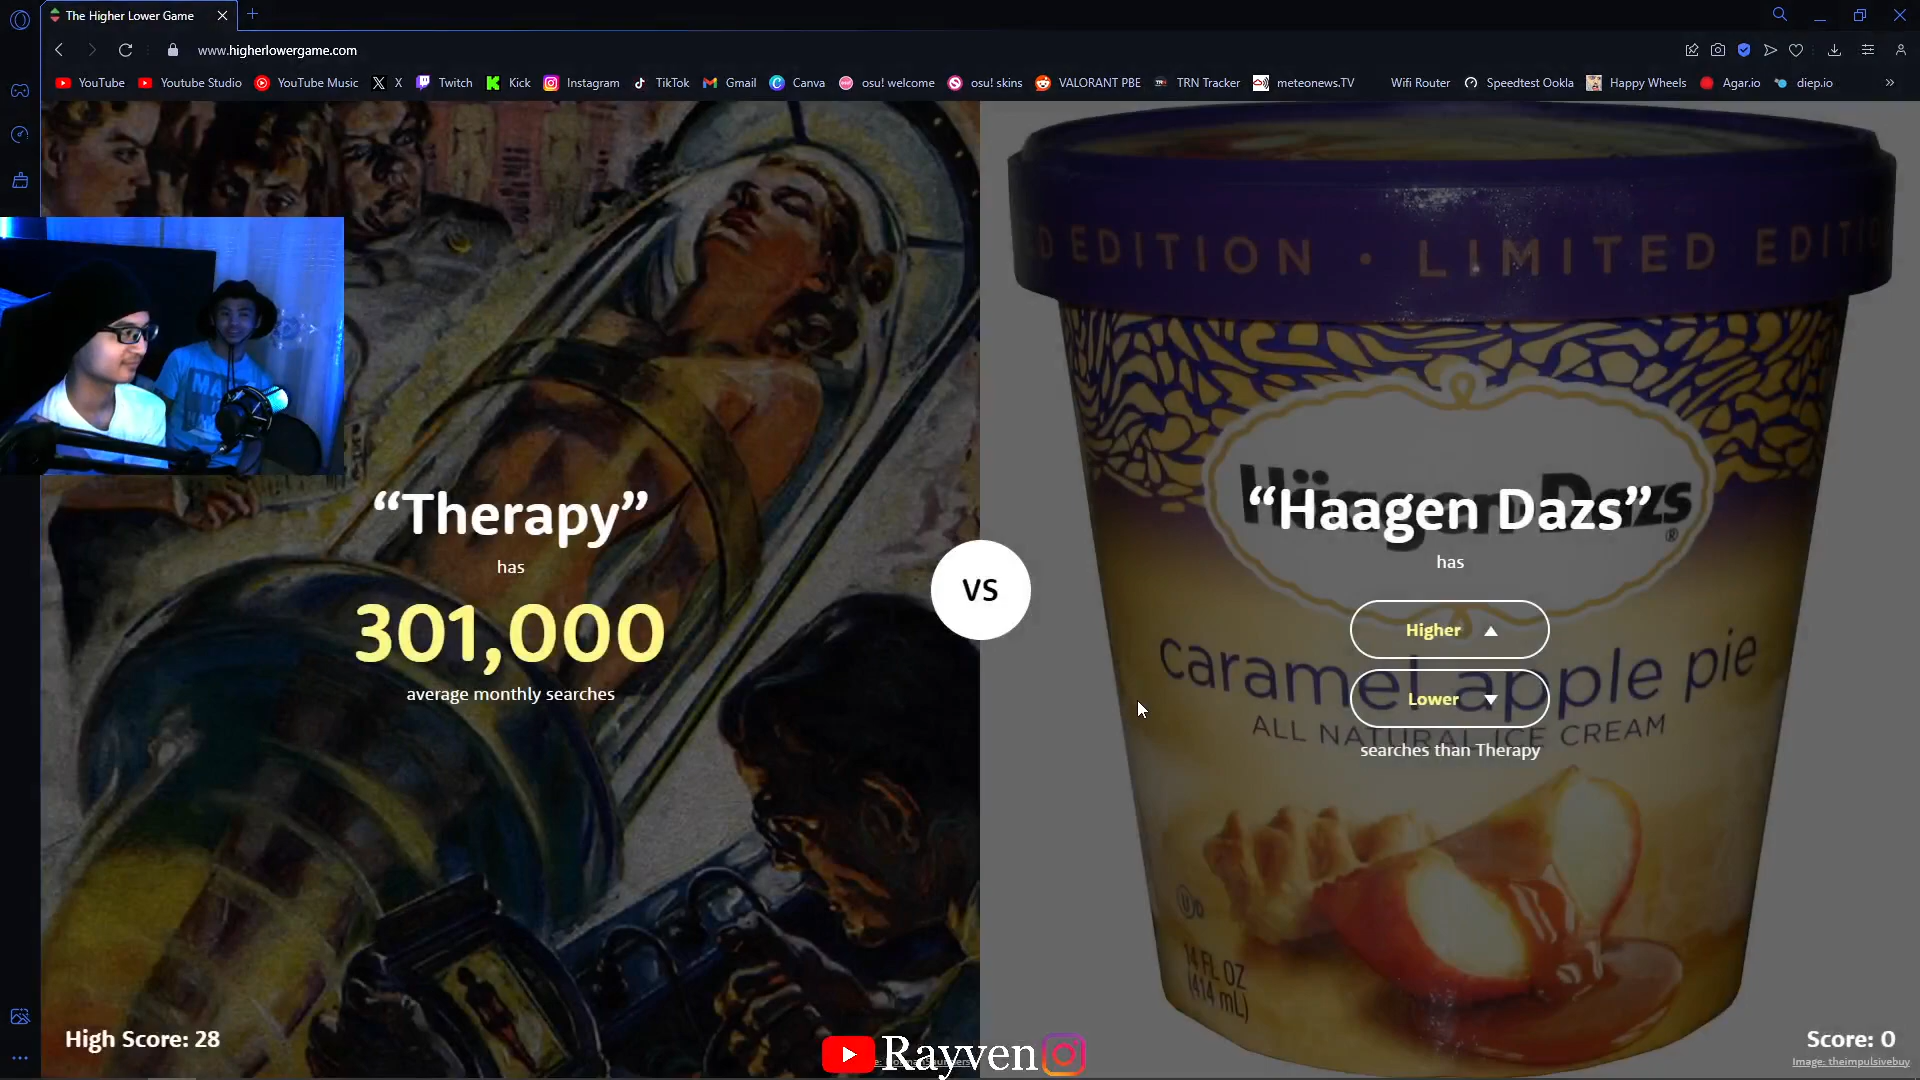 The Higher Lower Game
www.higherlowergame.com
YouTube Youtube Studio YouTube Music X Twitch Kick Instagram TikTok Gmail Canva osu! welcome osu! skins VALORANT PBE TRN Tracker meteonews.TV Wifi Router Speedtest Ookla Happy Wheels Agar.io diep.io »
D EDITION • LIMITED EDITIO
Häagen-Dazs
“Therapy”
has
301,000
average monthly searches
VS
“Haagen Dazs”
has
Higher
Lower
searches than Therapy
caramel apple pie
ALL NATURAL ICE CREAM
14 FL OZ
(414 mL)
High Score: 28
Rayven
Score: 0
Image: theimpulsivebuy